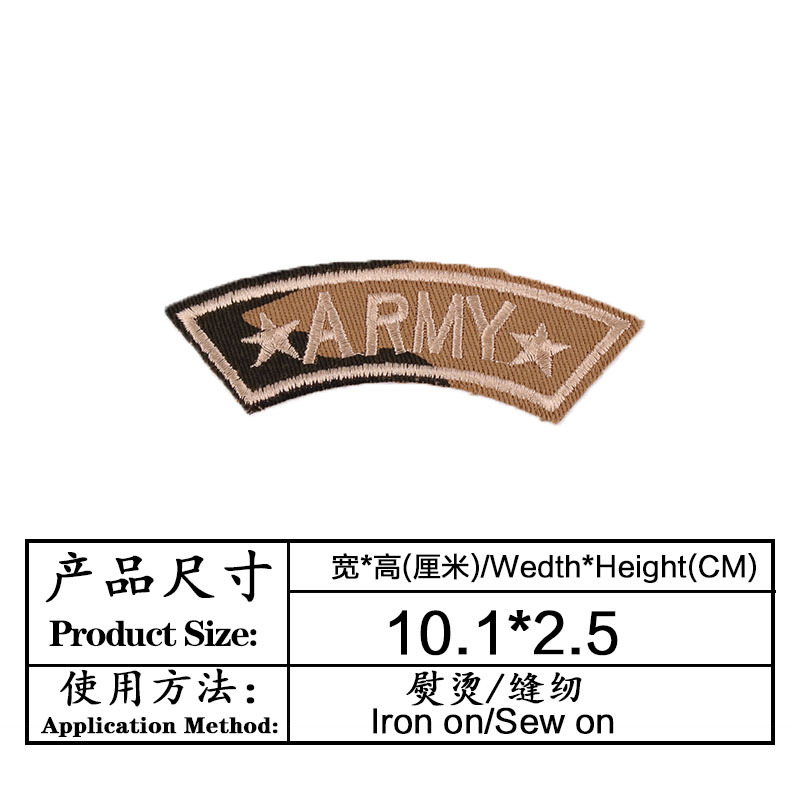 ARMY
产品尺寸
Product Size:
宽*高(厘米)/Wedth*Height(CM)
10.1*2.5
使用方法：
Application Method:
熨烫/缝纫
Iron on/Sew on